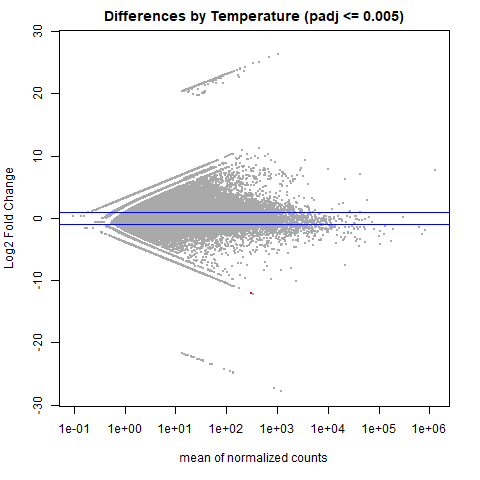 Differences by Temperature (padj <= 0.005)
Log2 Fold Change
30
20
10
0
-10
-20
-30
1e-01 1e+00 1e+01 1e+02 1e+03 1e+04 1e+05 1e+06
mean of normalized counts